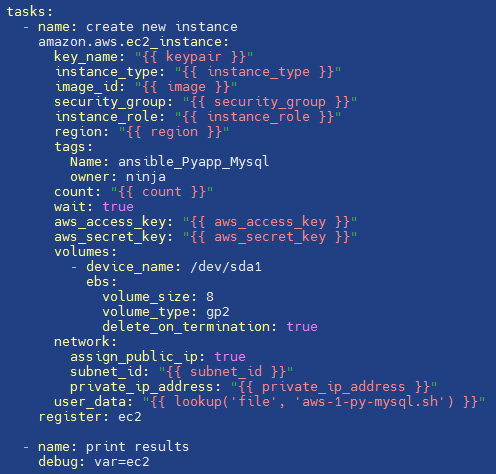 tasks:
  - name: create new instance
    amazon.aws.ec2_instance:
      key_name: "{{ keypair }}"
      instance_type: "{{ instance_type }}"
      image_id: "{{ image }}"
      security_group: "{{ security_group }}"
      instance_role: "{{ instance_role }}"
      region: "{{ region }}"
      tags:
        Name: ansible_Pyapp_Mysql
        owner: ninja
      count: "{{ count }}"
      wait: true
      aws_access_key: "{{ aws_access_key }}"
      aws_secret_key: "{{ aws_secret_key }}"
      volumes:
        - device_name: /dev/sda1
          ebs:
            volume_size: 8
            volume_type: gp2
            delete_on_termination: true
      network:
        assign_public_ip: true
        subnet_id: "{{ subnet_id }}"
        private_ip_address: "{{ private_ip_address }}"
      user_data: "{{ lookup('file', 'aws-1-py-mysql.sh') }}"
    register: ec2

  - name: print results
    debug: var=ec2